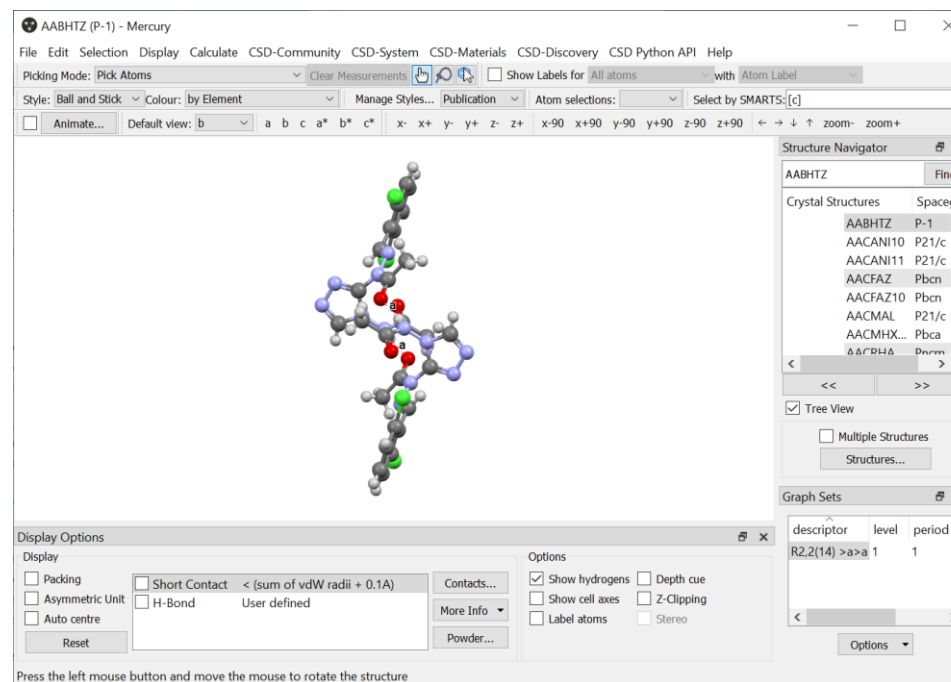 AABHTZ (P-1) - Mercury
File Edit Selection Display Calculate CSD-Community CSD-System CSD-Materials CSD-Discovery CSD Python API Help
Picking Mode: Pick Atoms Clear Measurements Show Labels for All atoms with Atom Label
Style: Ball and Stick Colour: by Element Manage Styles... Publication Atom selections: Select by SMARTS: [c]
Animate... Default view: b a b c a* b* c* x- x+ y- y+ z- z+ x-90 x+90 y-90 y+90 z-90 z+90 ← → ↓ ↑ zoom- zoom+
Structure Navigator
AABHTZ Fin
Crystal Structures Spaceg
AABHTZ P-1
AACANI10 P21/c
AACANI11 P21/c
AACFAZ Pbcn
AACFAZ10 Pbcn
AACMAL P21/c
AACMHX... Pbca
AACRHA Pncm
<< >>
Tree View
Multiple Structures
Structures...
Graph Sets
descriptor level period
R2,2(14) >a>a 1 1
Options
a
a
Display Options
Display
Packing
Asymmetric Unit
Auto centre
Reset
Short Contact < (sum of vdW radii + 0.1A)
H-Bond User defined
Contacts...
More Info
Powder...
Options
Show hydrogens Depth cue
Show cell axes Z-Clipping
Label atoms Stereo
Press the left mouse button and move the mouse to rotate the structure